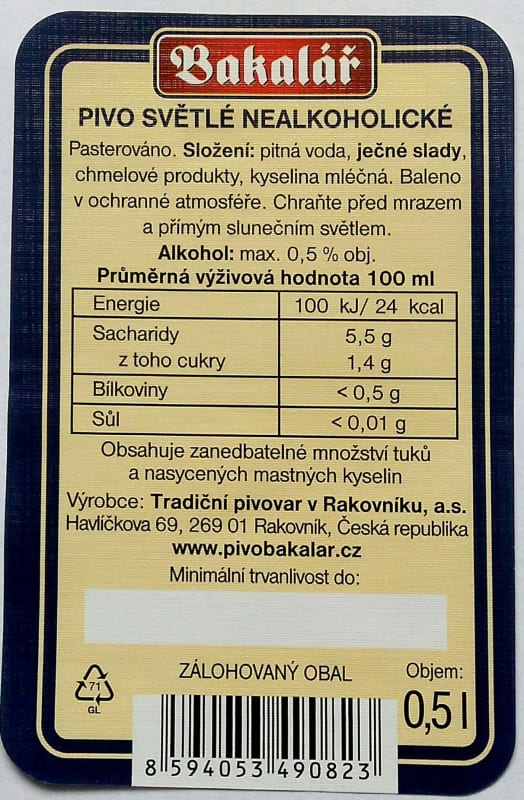 Bakalář
PIVO SVĚTLÉ NEALKOHOLICKÉ
Pasterováno. Složení: pitná voda, ječné slady,
chmelové produkty, kyselina mléčná. Baleno
v ochranné atmosféře. Chraňte před mrazem
a přímým slunečním světlem.
Alkohol: max. 0,5 % obj.
Průměrná výživová hodnota 100 ml
Energie 100 kJ/ 24 kcal
Sacharidy 5,5 g
z toho cukry 1,4 g
Bílkoviny < 0,5 g
Sůl < 0,01 g
Obsahuje zanedbatelné množství tuků
a nasycených mastných kyselin
Výrobce: Tradiční pivovar v Rakovníku, a.s.
Havlíčkova 69, 269 01 Rakovník, Česká republika
www.pivobakalar.cz
Minimální trvanlivost do:
ZÁLOHOVANÝ OBAL
Objem:
0,5 l
71
GL
8 594053 490823